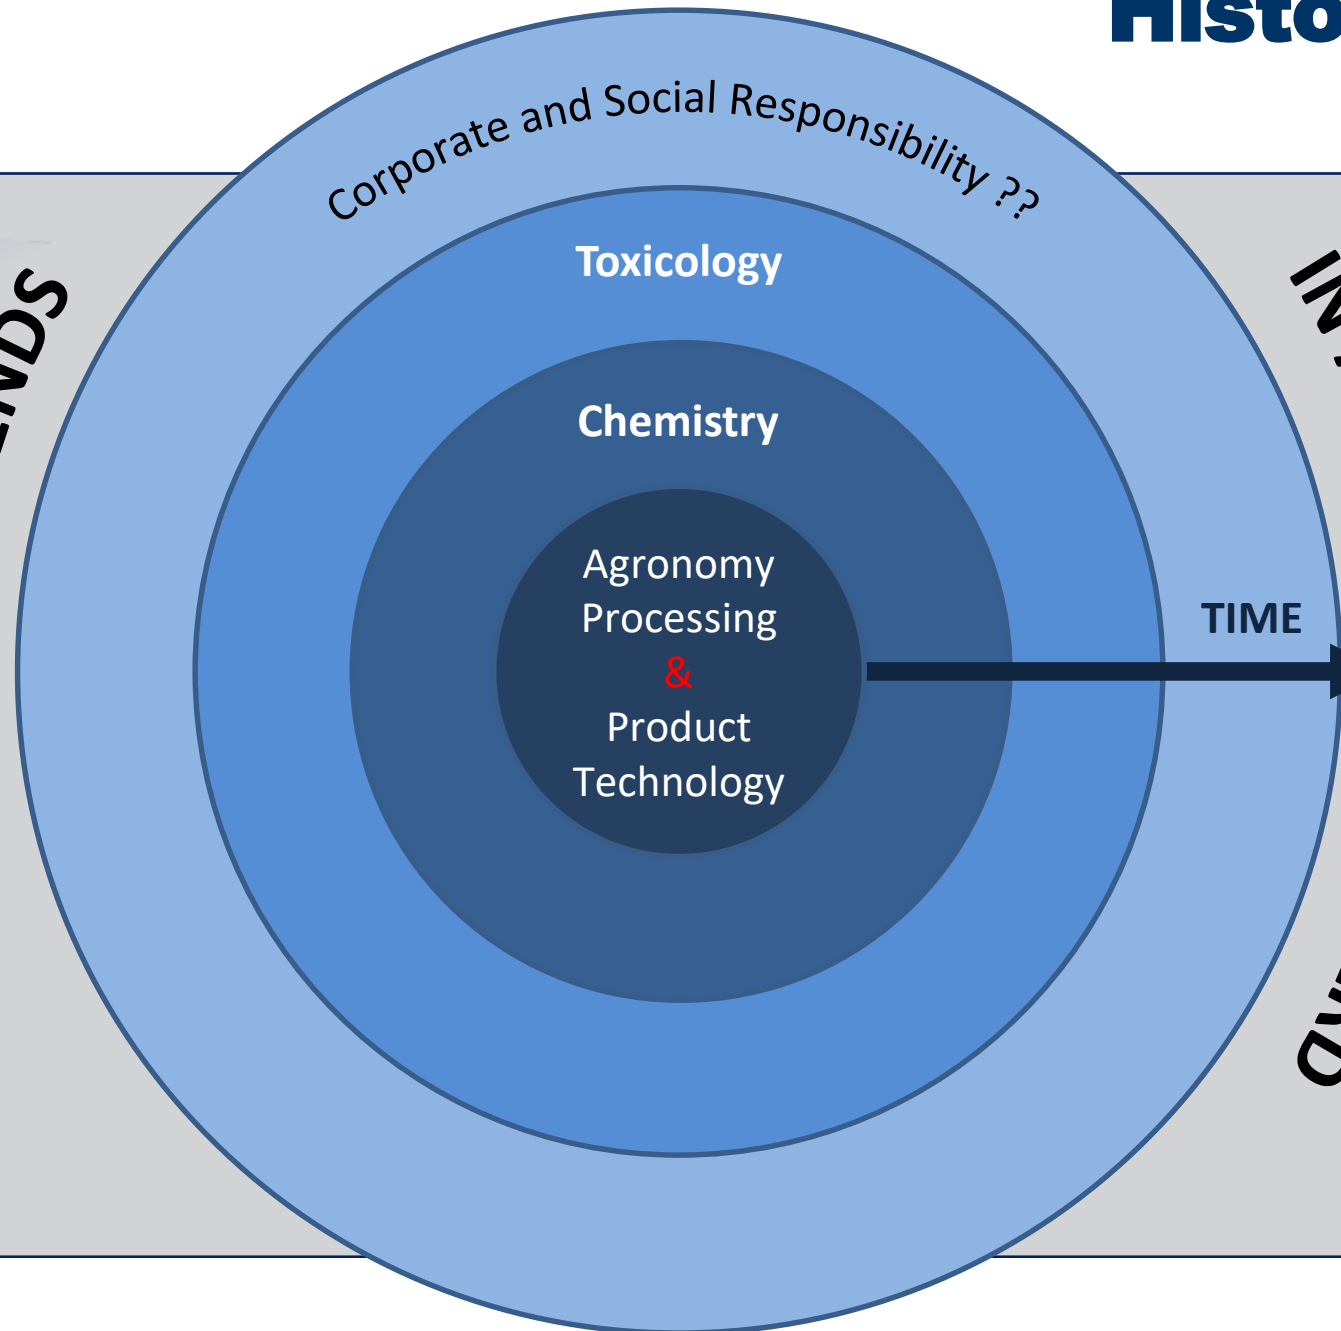 Corporate and Social Responsibility ??
Toxicology
Chemistry
Agronomy
Processing
&
Product
Technology
TIME